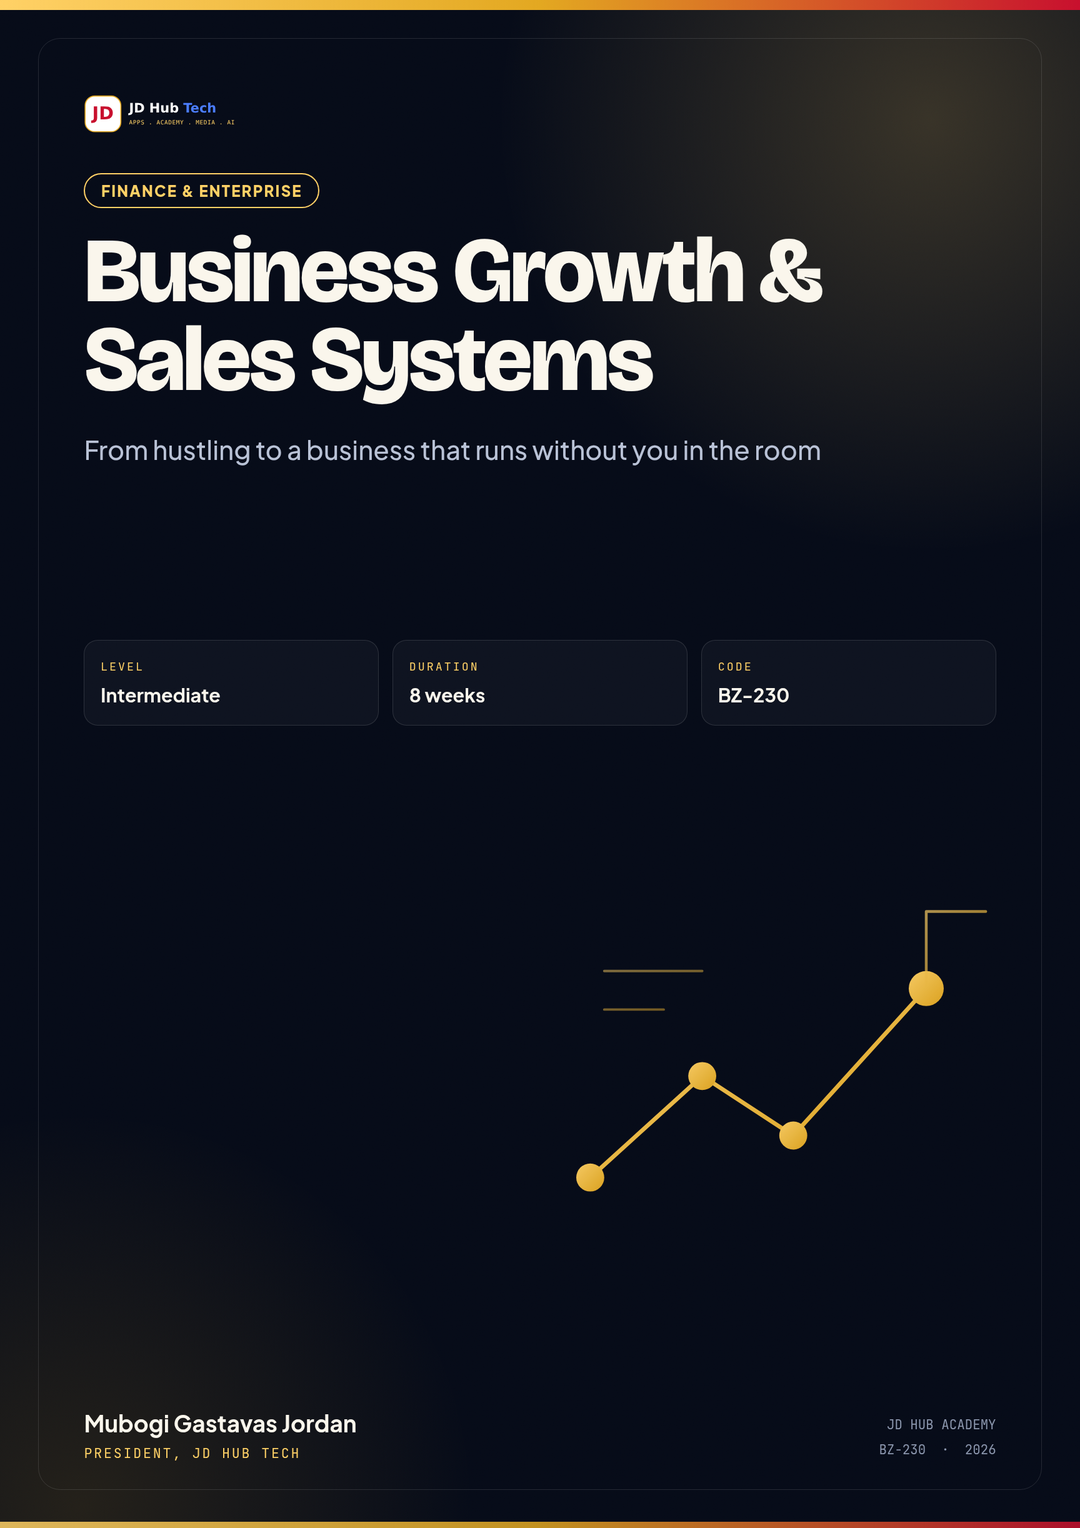 JD
JD Hub Tech
APPS . ACADEMY . MEDIA . AI
FINANCE & ENTERPRISE
Business Growth &
Sales Systems
From hustling to a business that runs without you in the room
LEVEL
Intermediate
DURATION
8 weeks
CODE
BZ-230
Mubogi Gastavas Jordan
PRESIDENT, JD HUB TECH
JD HUB ACADEMY
BZ-230 · 2026